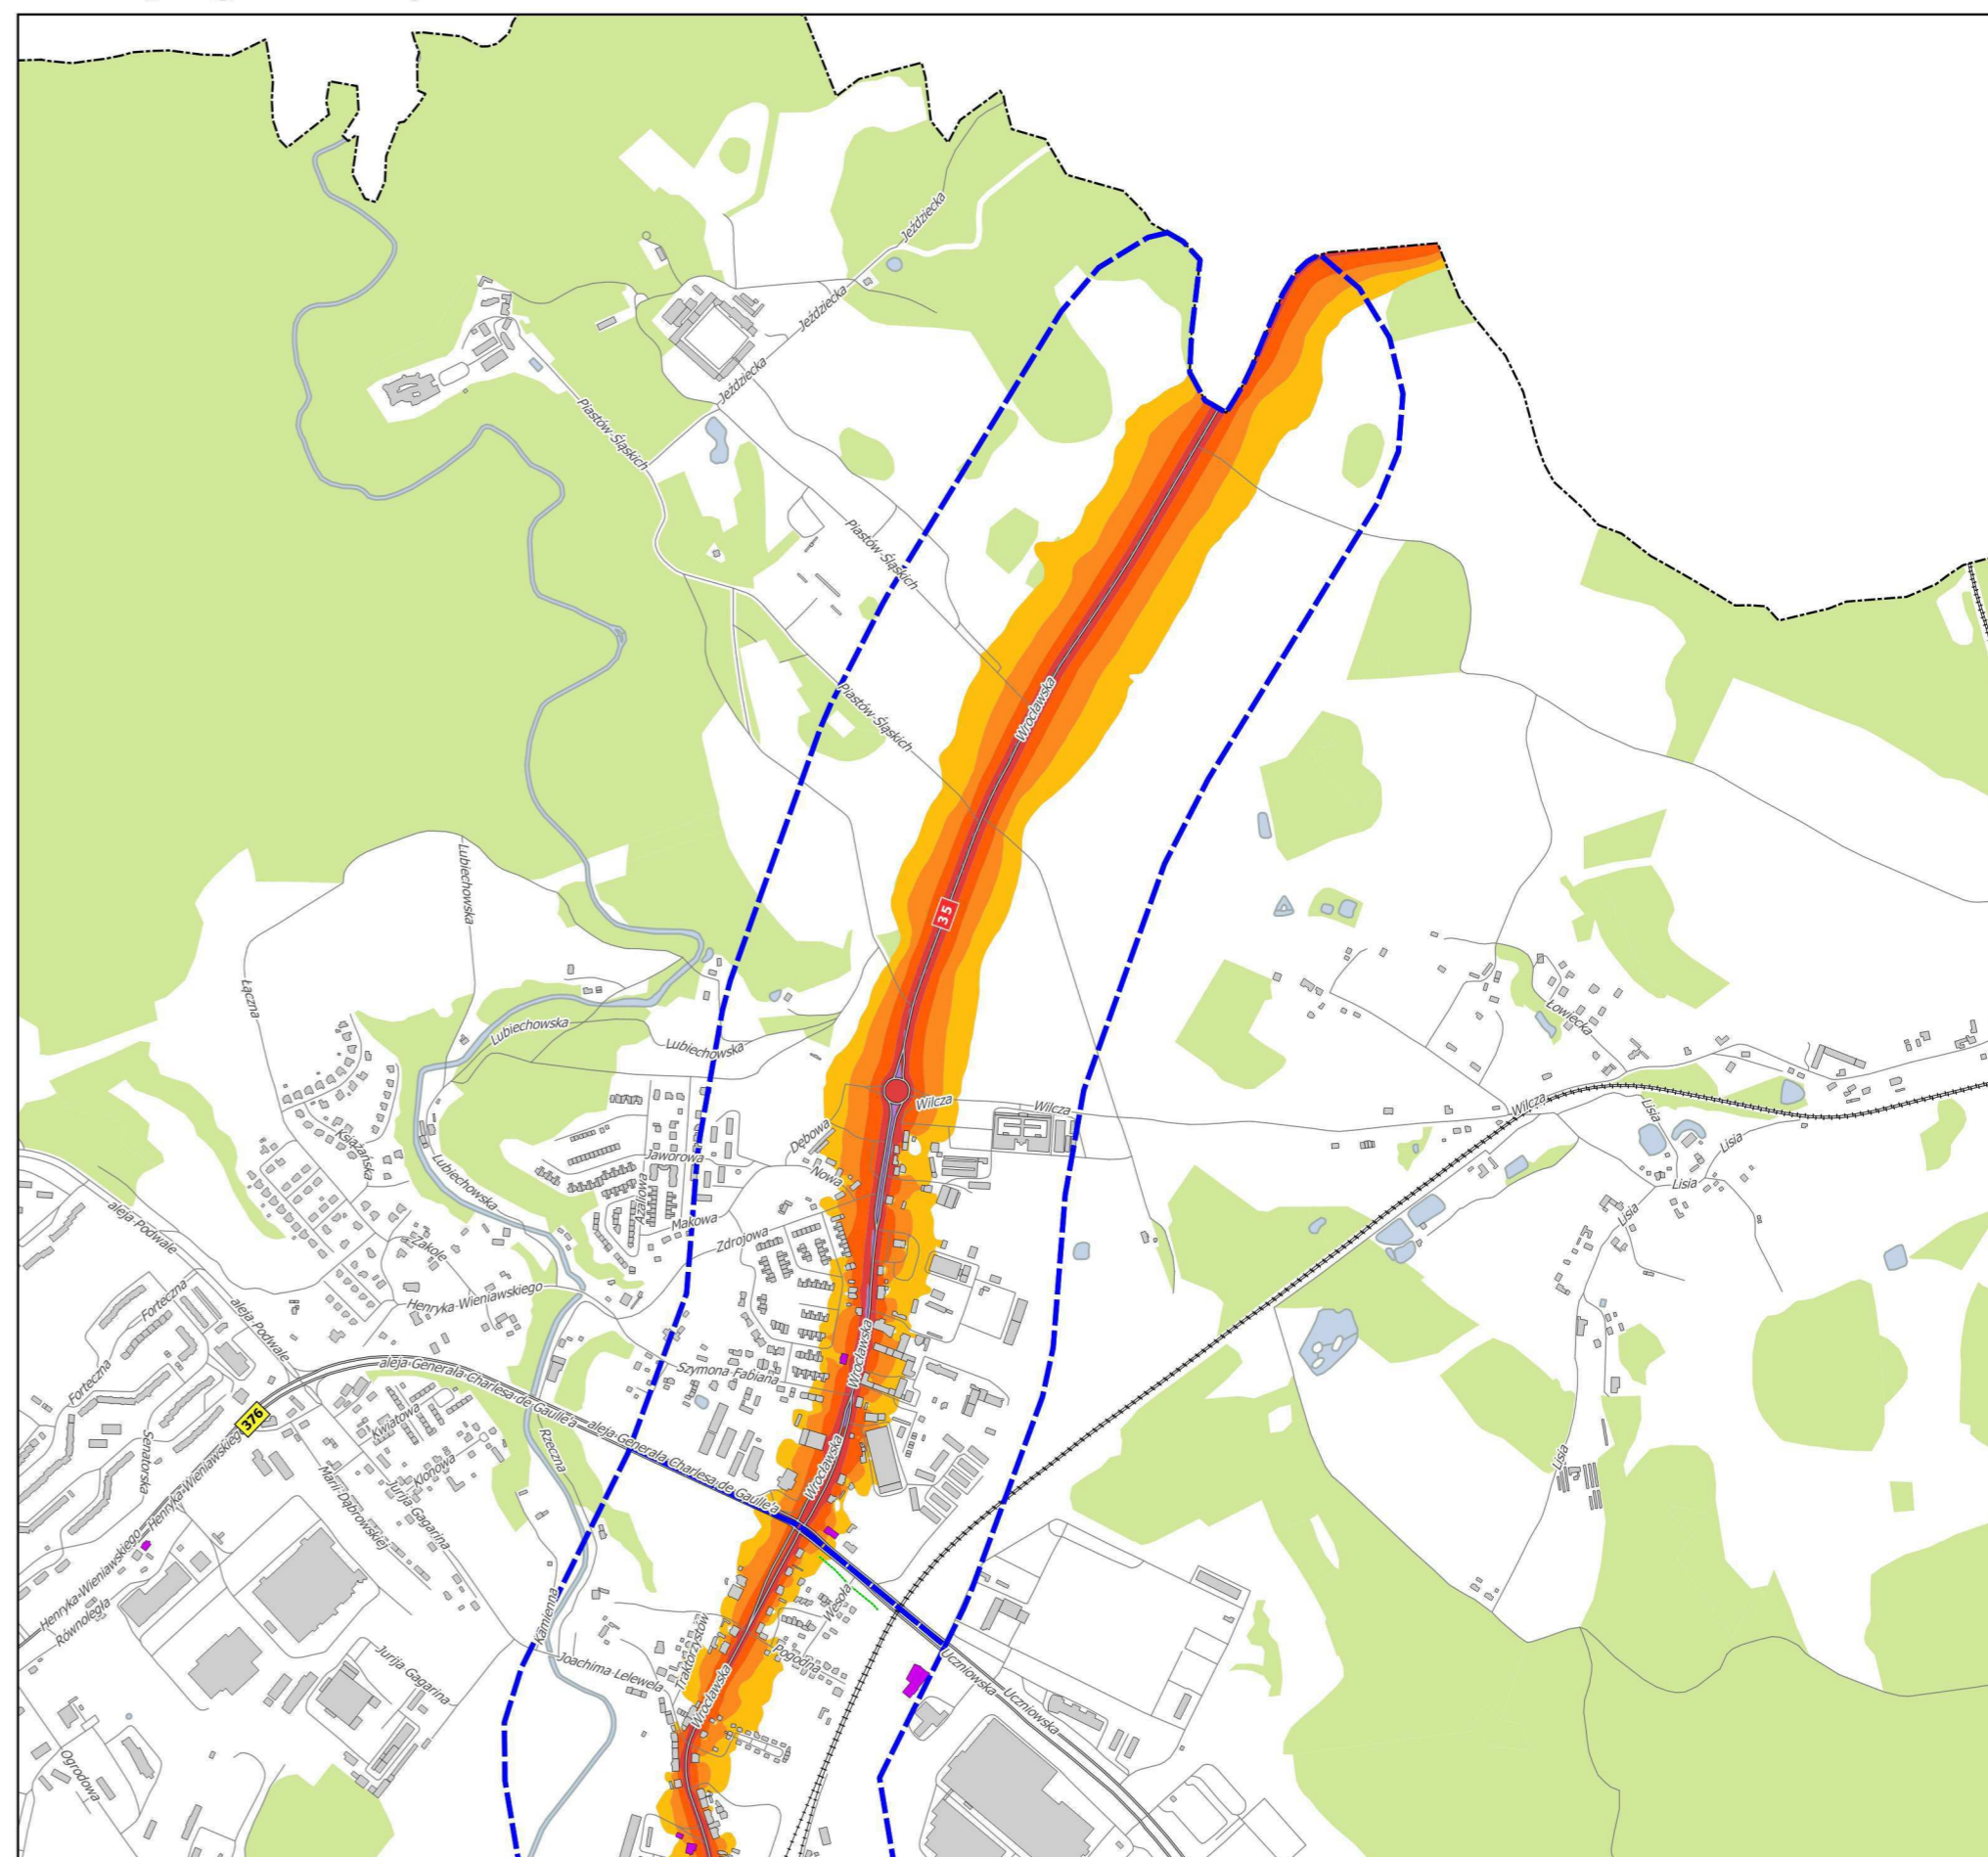 Jeździecka
Jeździecka
Jeździecka
Piastów Śląskich
Piastów Śląskich
Wrocławska
Piastów Śląskich
Lubiechowska
35
Łączna
Łowiecka
Lubiechowska
Lubiechowska
Wilcza
Wilcza
Wilcza
Lisia
Lisia
Książańska
Dębowa
Jaworowa
Nowa
Lubiechowska
Azaliowa
Makowa
Lisia
Lisia
aleja Podwale
Zakole
Zdrojowa
Forteczna
Henryka Wieniawskiego
aleja Podwale
Wrocławska
aleja Generała Charlesa de Gaulle'a
Szymona Fabiana
Forteczna
376
Kwiatowa
aleja Generała Charlesa de Gaulle'a
Senatorska
Rzeczna
Wrocławska
Lisia
Klonowa
Henryka Wieniawskiego
Marii Dąbrowskiej
Jurija Gagarina
Henryka Wieniawskiego
Równoległa
Kamienna
Wesoła
Traktorzystów
Pogodna
Joachima Lelewela
Jurija Gagarina
Wrocławska
Uczniowska
Uczniowska
Ogrodowa